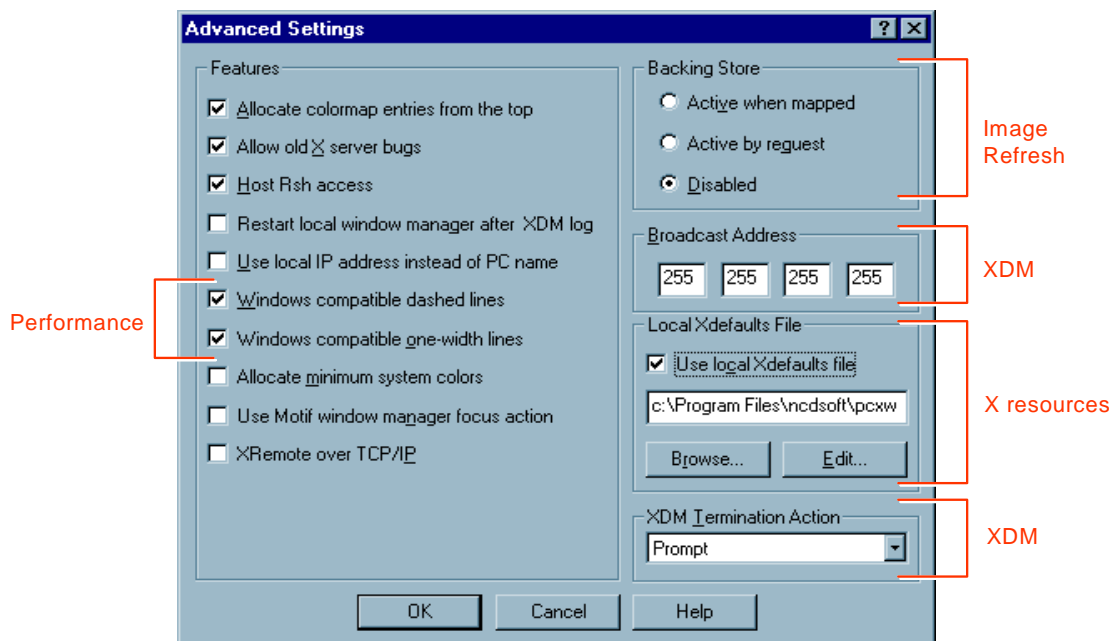 Advanced Settings
Features
Allocate colormap entries from the top
Allow old X server bugs
Host Rsh access
Restart local window manager after XDM log
Use local IP address instead of PC name
Windows compatible dashed lines
Windows compatible one-width lines
Allocate minimum system colors
Use Motif window manager focus action
XRemote over TCP/IP
Performance
Backing Store
Active when mapped
Active by reguest
Disabled
Image
Refresh
Broadcast Address
255 255 255 255
XDM
Local Xdefaults File
Use local Xdefaults file
c:\Program Files\ncdsoft\pcxw
Browse... Edit...
X resources
XDM Termination Action
Prompt
XDM
OK Cancel Help